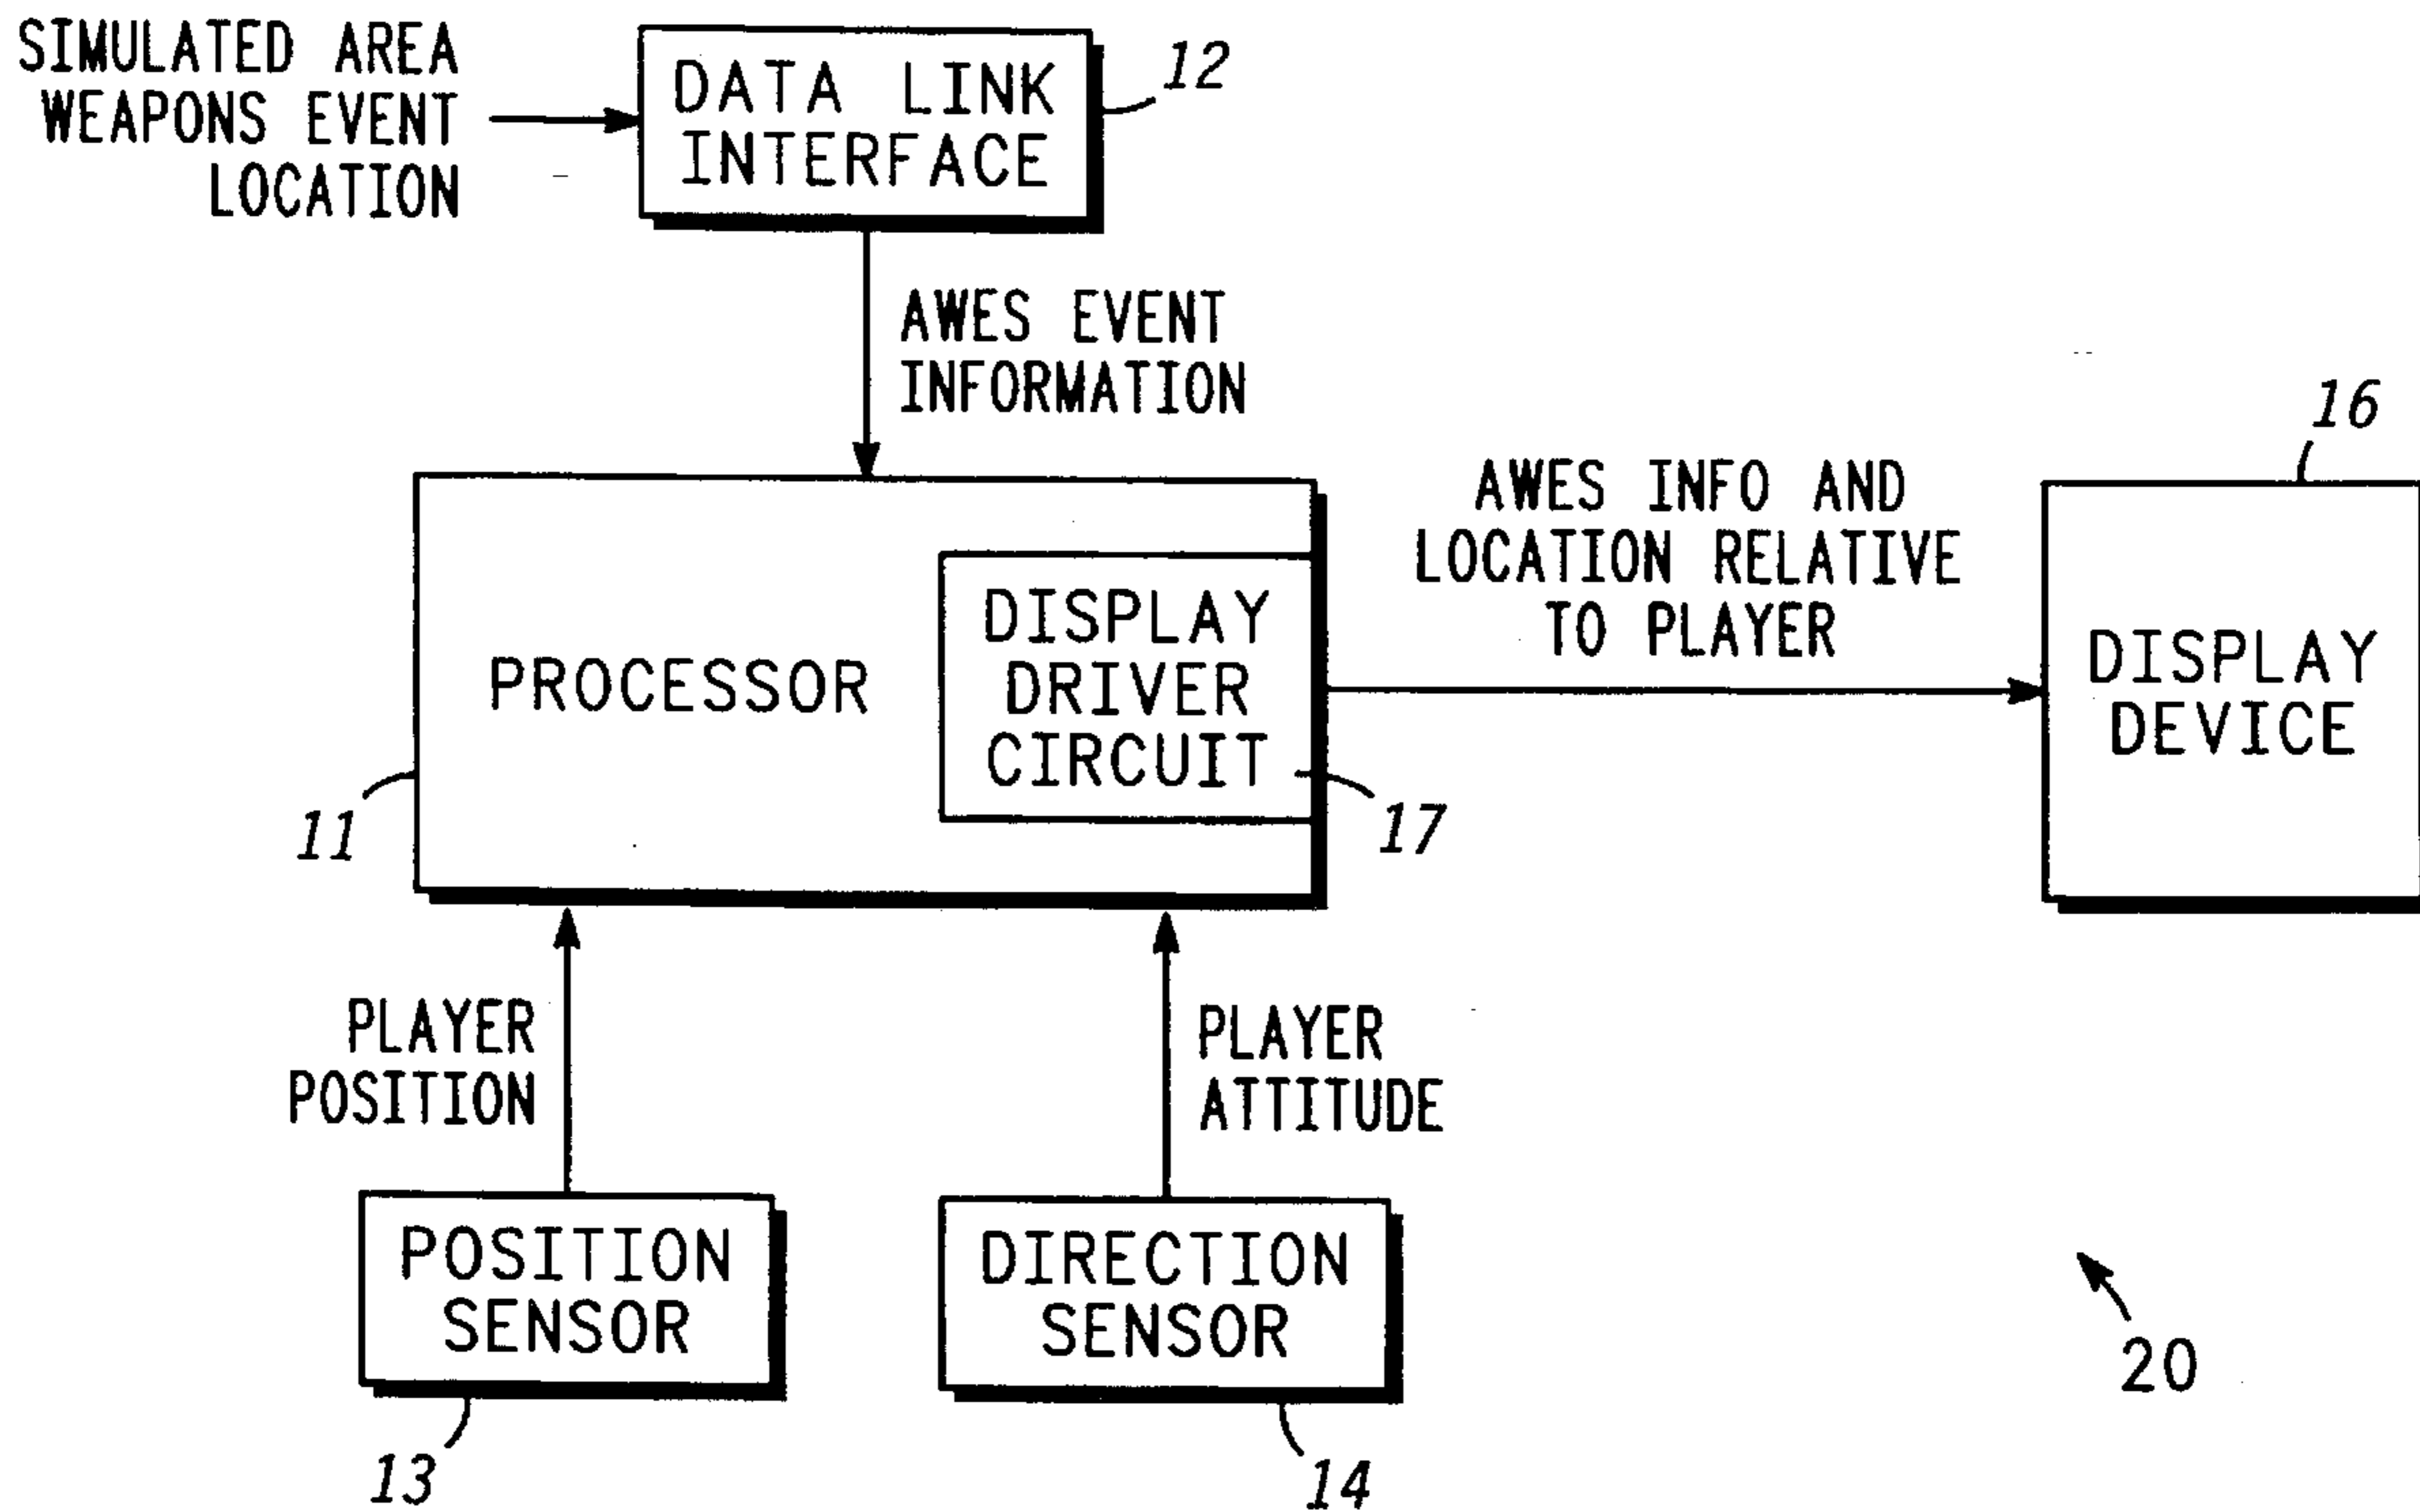 SIMULATED AREA
WEAPONS EVENT
LOCATION
DATA LINK
INTERFACE
12
AWES EVENT
INFORMATION
16
AWES INFO AND
LOCATION RELATIVE
TO PLAYER
PROCESSOR
DISPLAY
DRIVER
CIRCUIT
DISPLAY
DEVICE
11
17
PLAYER
POSITION
PLAYER
ATTITUDE
POSITION
SENSOR
DIRECTION
SENSOR
20
13
14